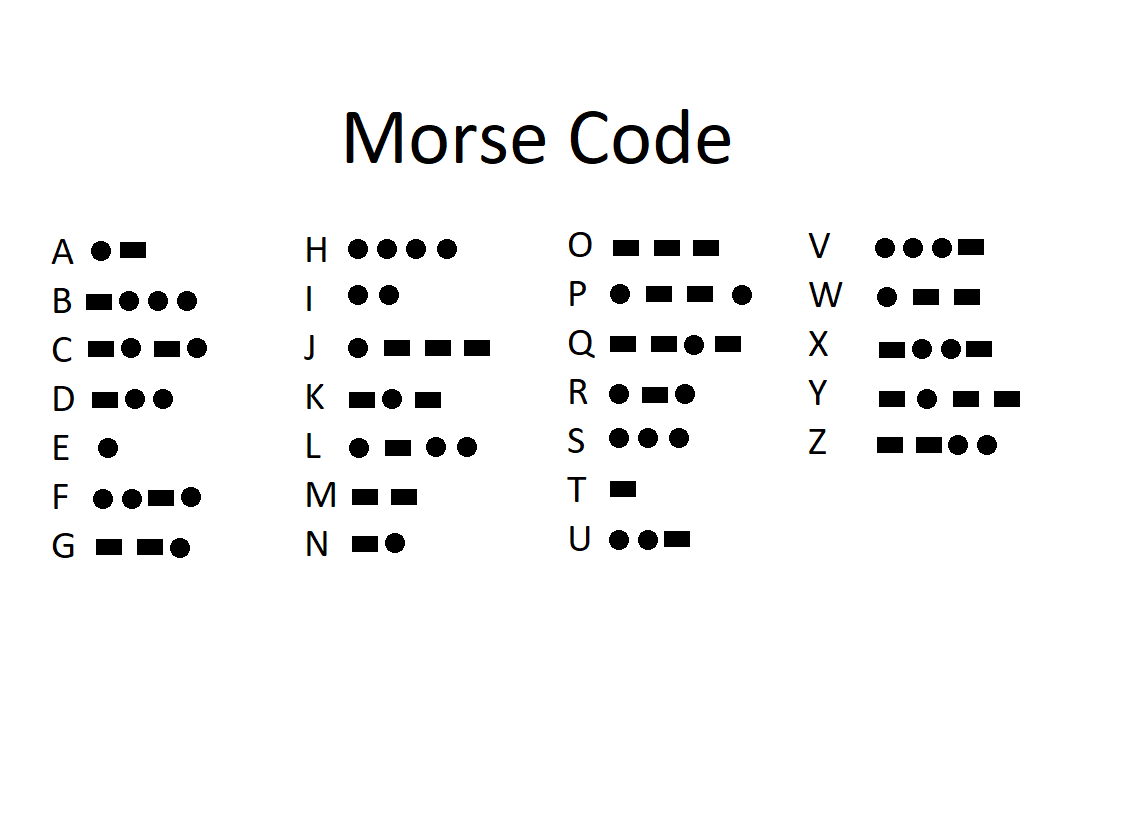 Morse Code
A ●▬
B ▬●●●
C ▬●▬●
D ▬●●
E ●
F ●●▬●
G ▬▬●
H ●●●●
I ●●
J ●▬▬▬
K ▬●▬
L ●▬●●
M ▬▬
N ▬●
O ▬▬▬
P ●▬▬●
Q ▬▬●▬
R ●▬●
S ●●●
T ▬
U ●●▬
V ●●●▬
W ●▬▬
X ▬●●▬
Y ▬●▬▬
Z ▬▬●●